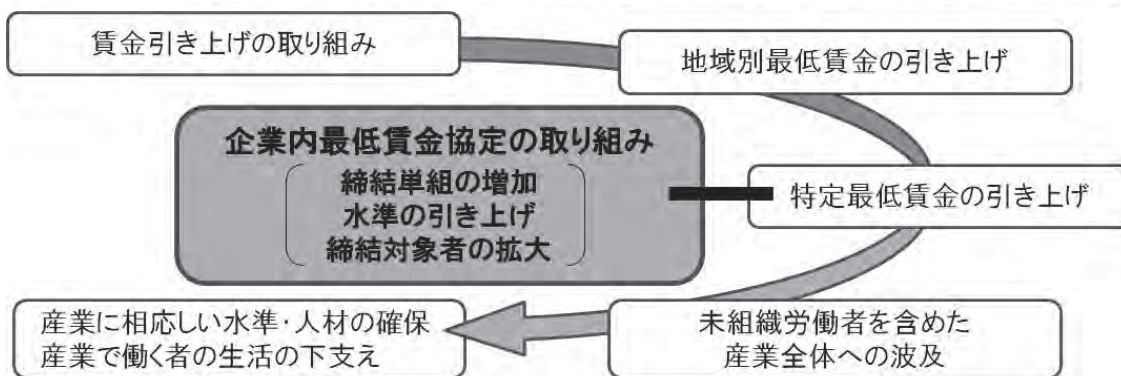 賃金引き上げの取り組み
地域別最低賃金の引き上げ
企業内最低賃金協定の取り組み
締結単組の増加
水準の引き上げ
締結対象者の拡大
特定最低賃金の引き上げ
未組織労働者を含めた
産業全体への波及
産業に相応しい水準・人材の確保
産業で働く者の生活の下支え